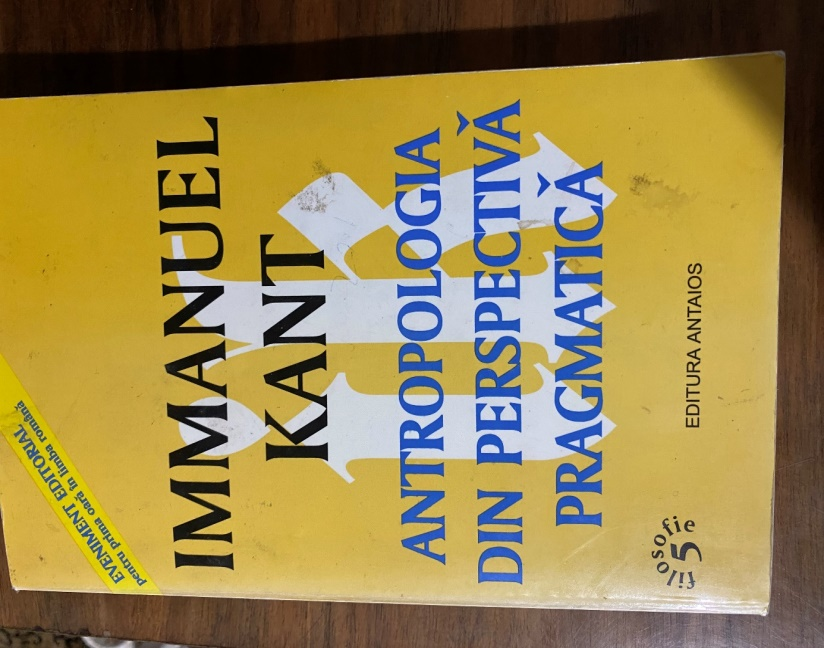 EVENIMENT EDITORIAL
pentru prima oară în limba română
IMMANUEL
KANT
ANTROPOLOGIA
DIN PERSPECTIVĂ
PRAGMATICĂ
EDITURA ANTAIOS
filosofie
5